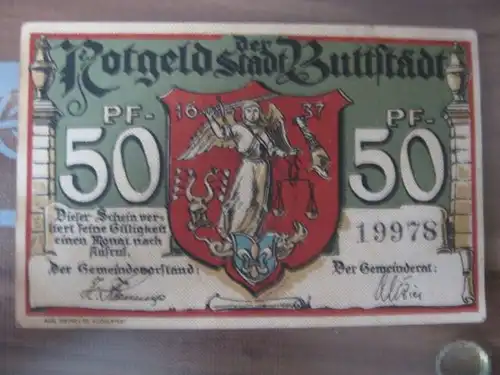 Notgeld der Stadt Buttstädt
PF- 16 37 PF-
50 50
Dieser Schein ver-
liert seine Gültigkeit
einen Monat nach
Aufruf.
19978
Der Gemeindevorstand: Der Gemeinderat: